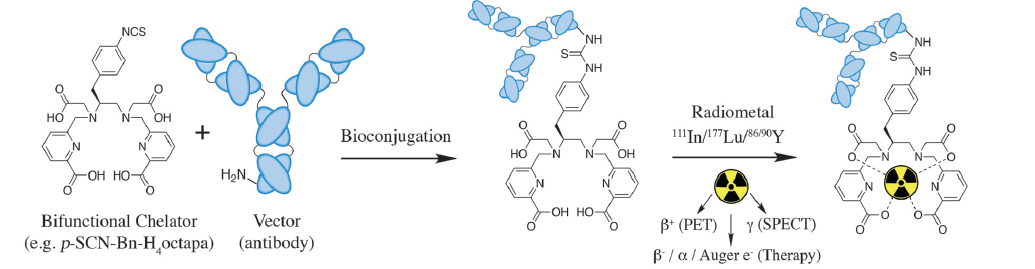 NCS
O
OH
N
N
O
OH
N
N
O
OH
HO
O
+
H₂N
Bifunctional Chelator
(e.g. p-SCN-Bn-H₄octapa)
Vector
(antibody)
Bioconjugation
NH
S
NH
O
HO
N
N
O
OH
N
N
O
OH
HO
O
Radiometal
¹¹¹In/¹⁷⁷Lu/⁸⁶/⁹⁰Y
β⁺ (PET)
γ (SPECT)
β⁻ / α / Auger e⁻ (Therapy)
NH
S
NH
O
O
N
N
O
O
N
N
O
O
O
O